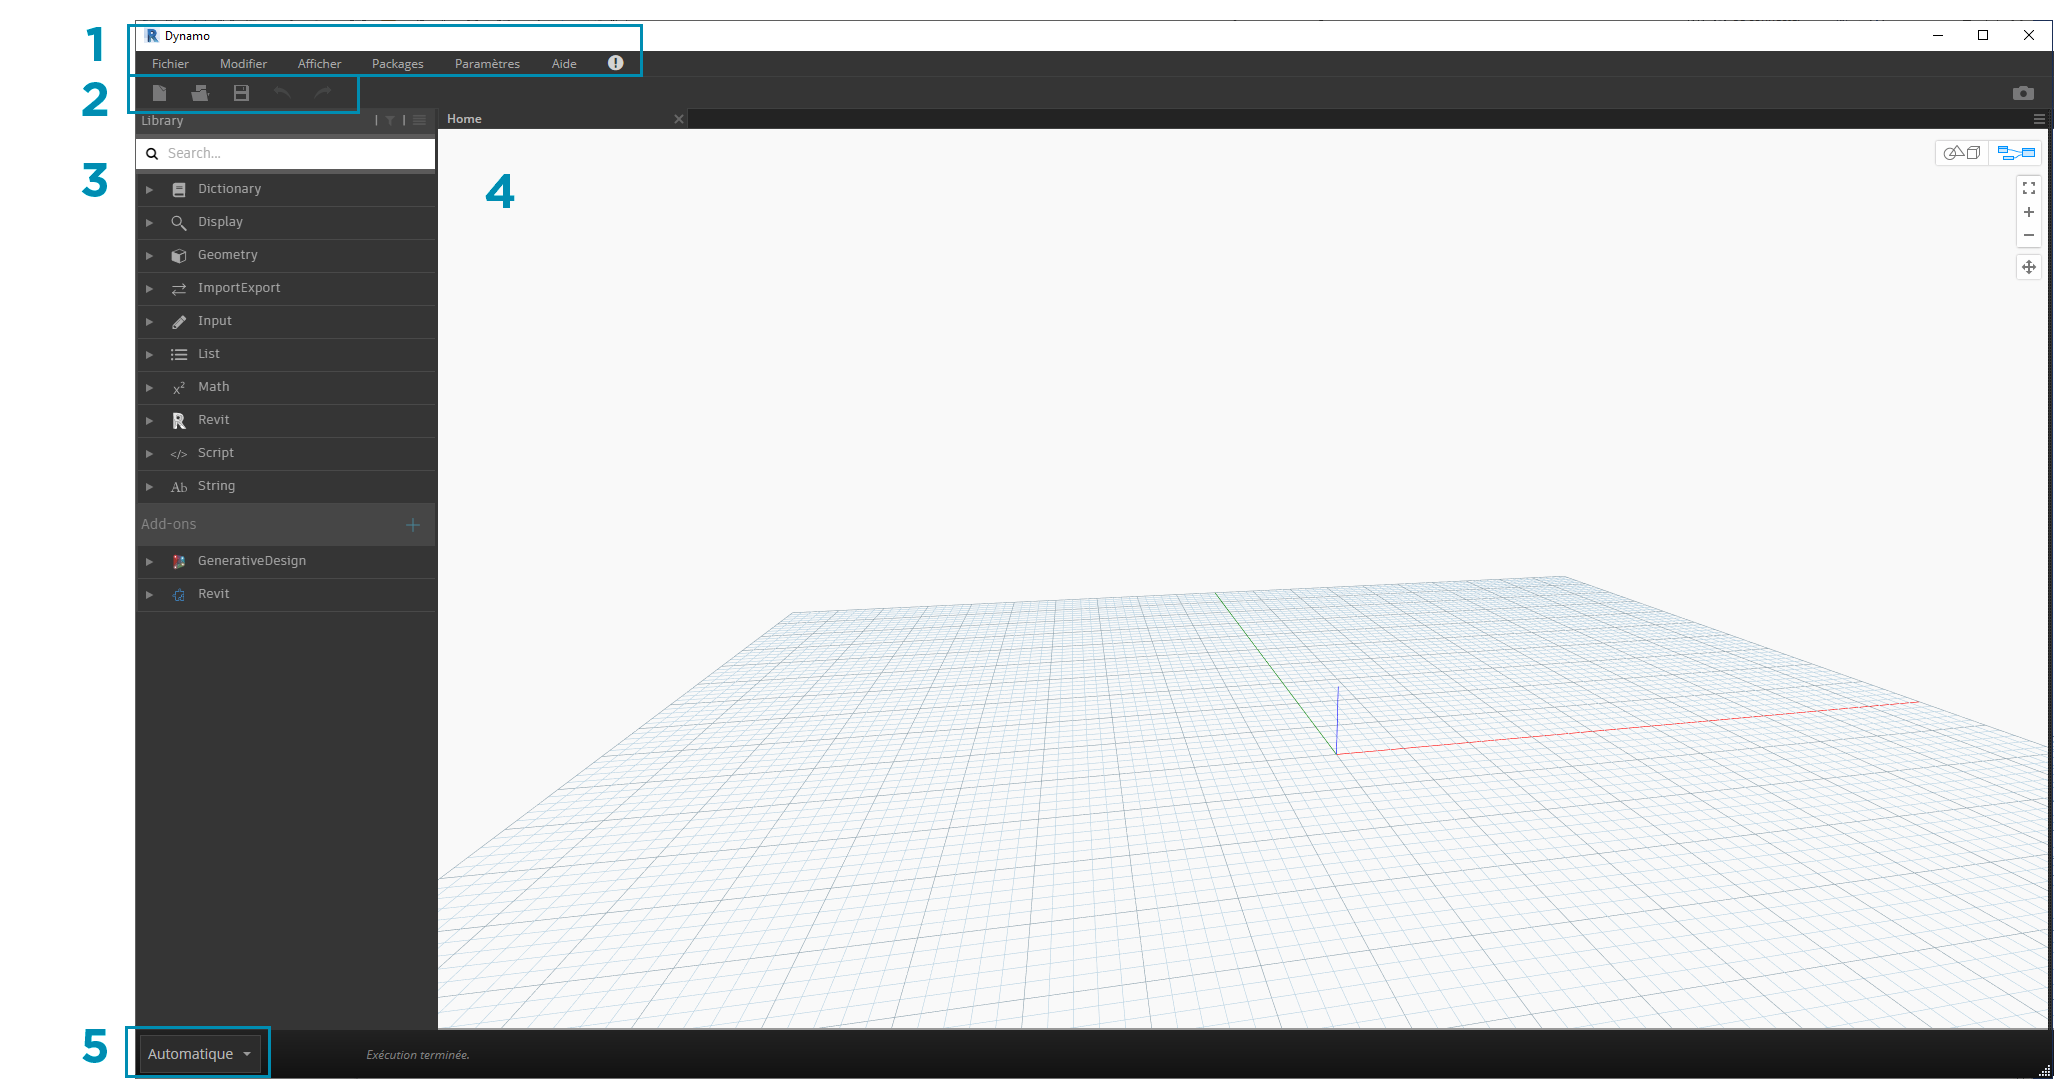 1
Dynamo
Fichier Modifier Afficher Packages Paramètres Aide
2
Library
Home
Search...
3
4
Dictionary
Display
Geometry
ImportExport
Input
List
Math
Revit
Script
Ab String
Add-ons
GenerativeDesign
Revit
5
Automatique
Exécution terminée.